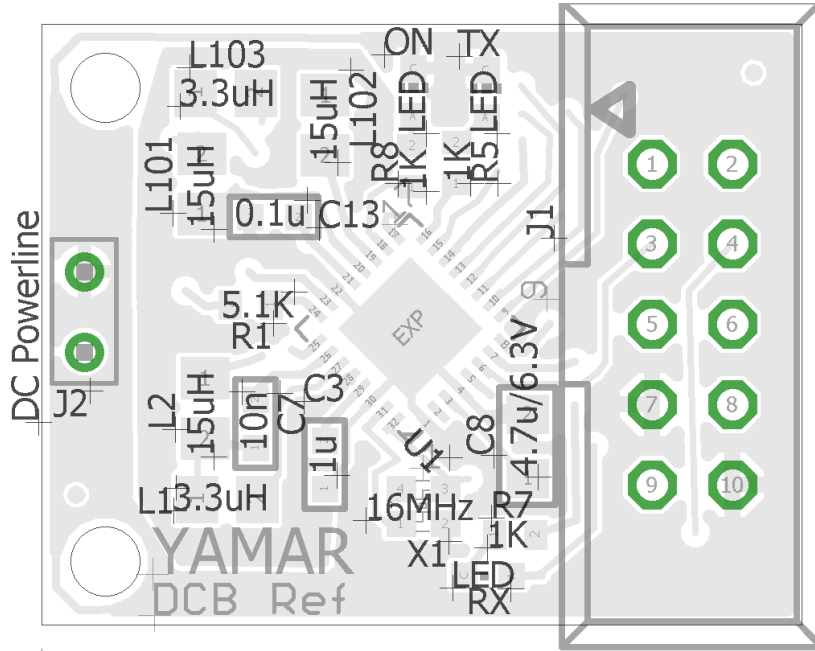 ON
TX
L103
3.3uH
15uH
L102
LED
LED
R8
1K
1K
R5
L101
15uH
0.1u
C13
J1
1
2
3
4
5
6
7
8
9
10
DC Powerline
J2
5.1K
R1
EXP
9
4.7u/6.3V
C8
L2
15uH
10n
C7
C3
1u
U1
L1
3.3uH
16MHz
X1
R7
1K
LED
RX
YAMAR
DCB Ref